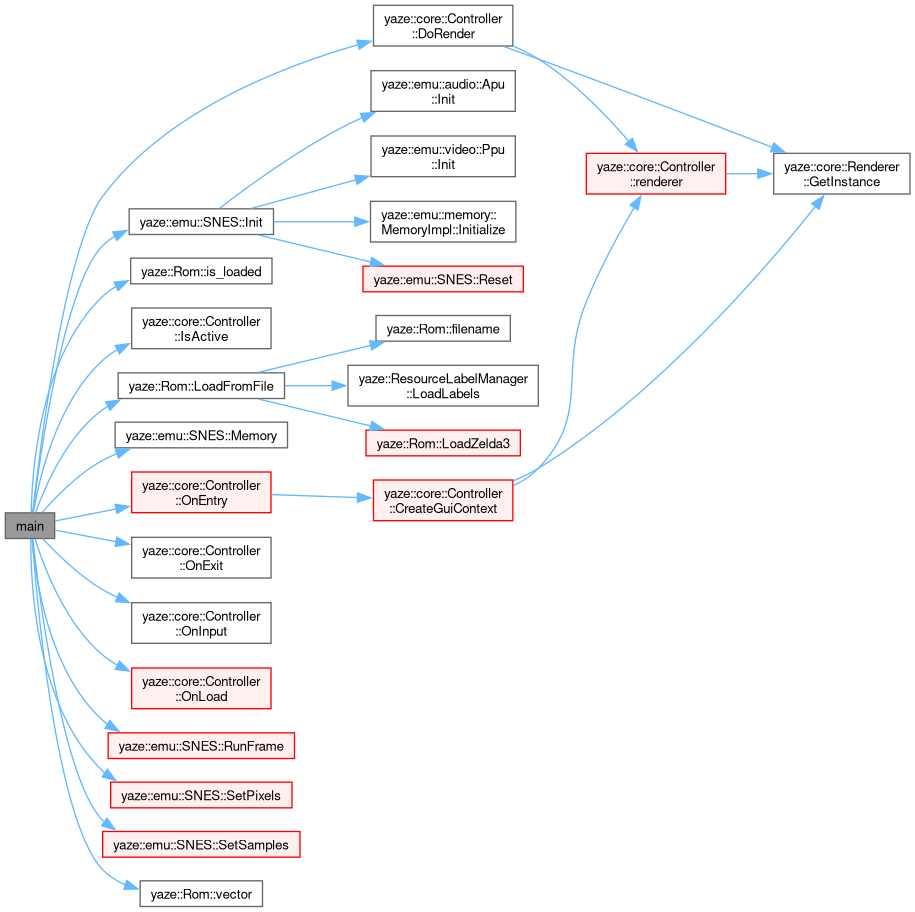 main
yaze::core::Controller
::DoRender
yaze::emu::SNES::Init
yaze::emu::audio::Apu
::Init
yaze::emu::video::Ppu
::Init
yaze::emu::memory::
MemoryImpl::Initialize
yaze::emu::SNES::Reset
yaze::Rom::is_loaded
yaze::core::Controller
::IsActive
yaze::Rom::LoadFromFile
yaze::Rom::filename
yaze::ResourceLabelManager
::LoadLabels
yaze::Rom::LoadZelda3
yaze::emu::SNES::Memory
yaze::core::Controller
::OnEntry
yaze::core::Controller
::CreateGuiContext
yaze::core::Controller
::renderer
yaze::core::Renderer
::GetInstance
yaze::core::Controller
::OnExit
yaze::core::Controller
::OnInput
yaze::core::Controller
::OnLoad
yaze::emu::SNES::RunFrame
yaze::emu::SNES::SetPixels
yaze::emu::SNES::SetSamples
yaze::Rom::vector